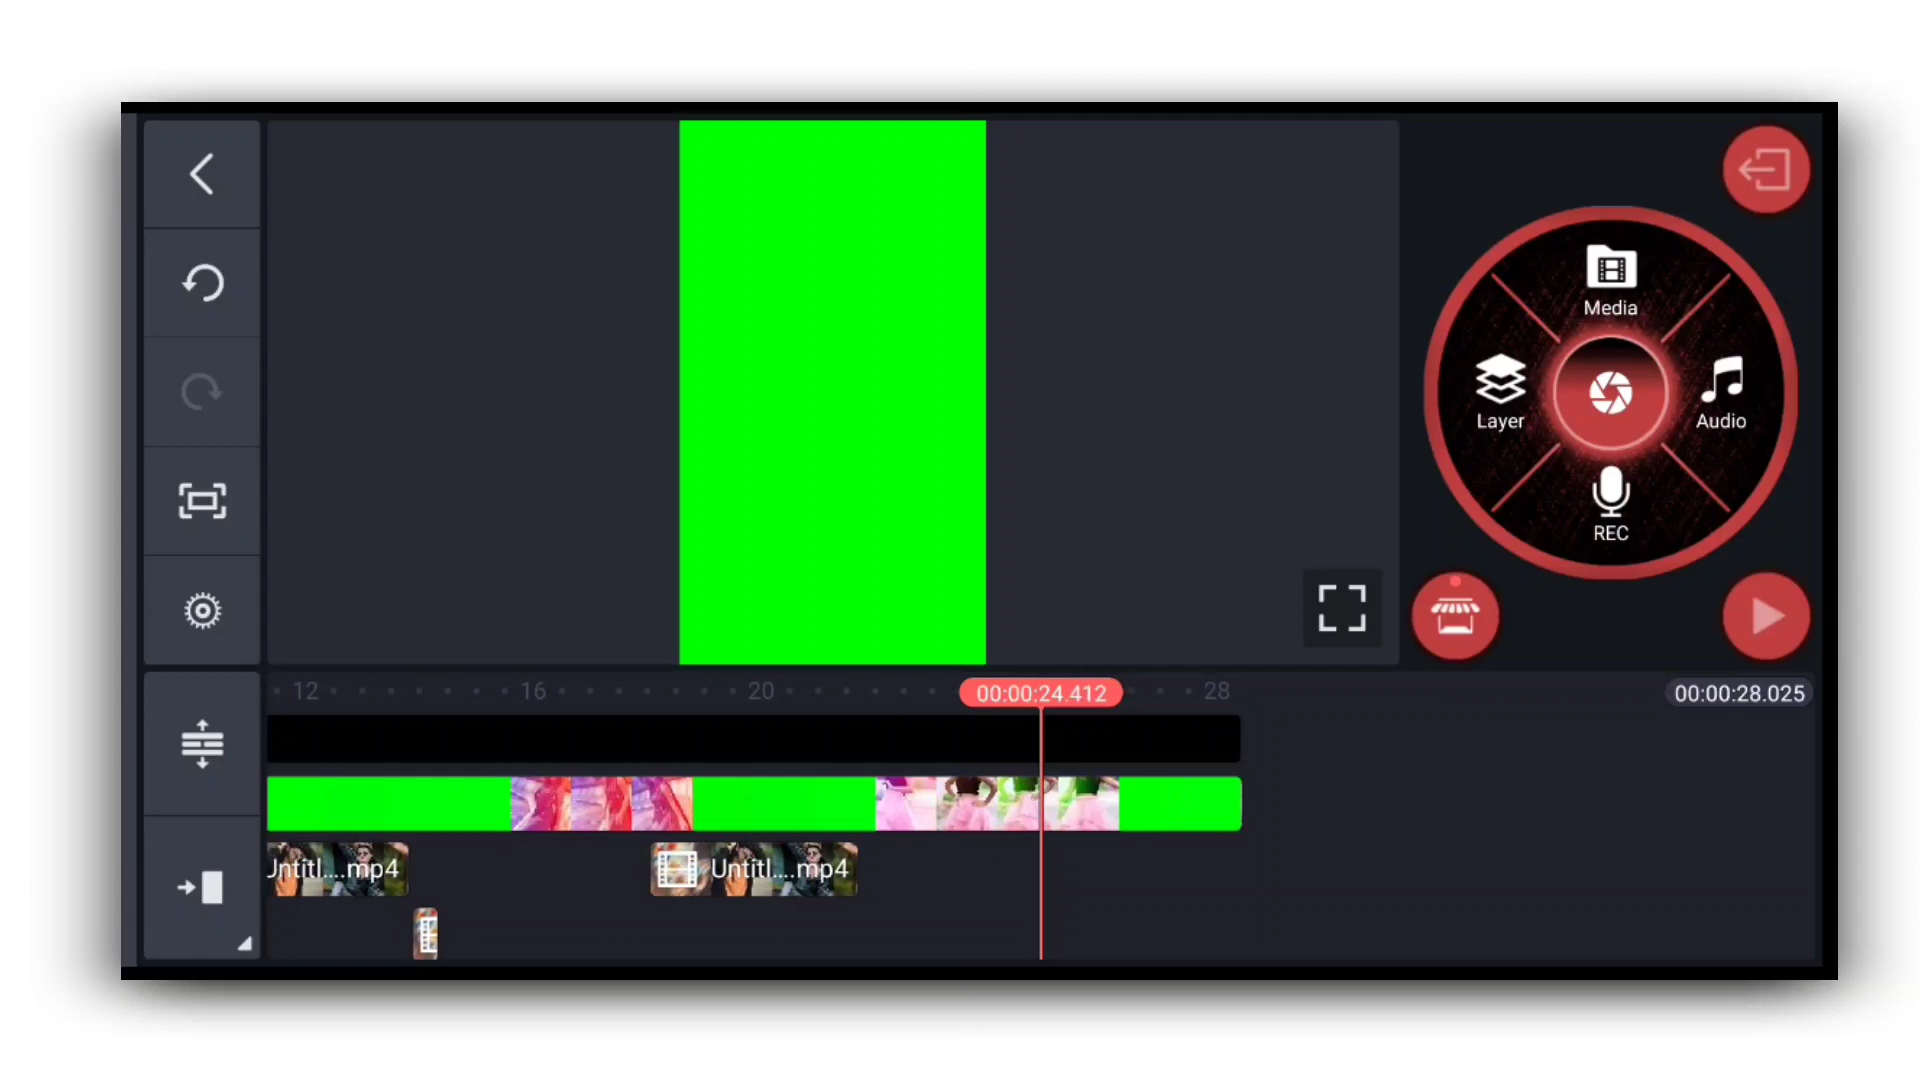 Media
Layer
Audio
REC
12
16
20
00:00:24.412
28
00:00:28.025
Jntitl....mp4
Untitl....mp4